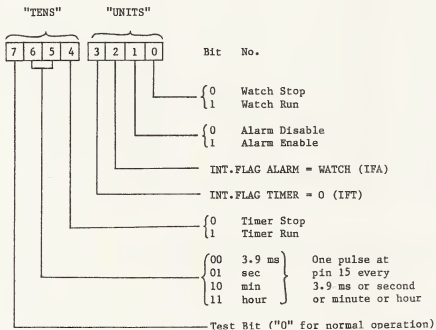 "TENS" "UNITS"
7 6 5 4 3 2 1 0 Bit No.
0 Watch Stop
1 Watch Run
0 Alarm Disable
1 Alarm Enable
INT.FLAG ALARM = WATCH (IFA)
INT.FLAG TIMER = 0 (IFT)
0 Timer Stop
1 Timer Run
00 3.9 ms One pulse at
01 sec pin 15 every
10 min 3.9 ms or second
11 hour or minute or hour
Test Bit ("0" for normal operation)